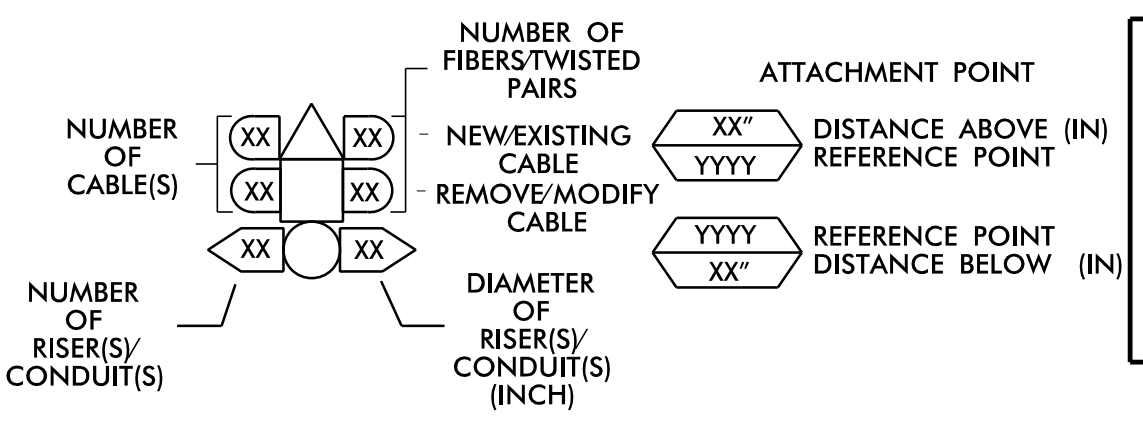 NUMBER OF
FIBERS/TWISTED
PAIRS
NUMBER
OF
CABLE(S)
XX XX
XX XX
XX XX
NEW/EXISTING
CABLE
REMOVE/MODIFY
CABLE
NUMBER
OF
RISER(S)/
CONDUIT(S)
DIAMETER
OF
RISER(S)/
CONDUIT(S)
(INCH)
ATTACHMENT POINT
XX" DISTANCE ABOVE (IN)
YYYY REFERENCE POINT
YYYY REFERENCE POINT
XX" DISTANCE BELOW (IN)